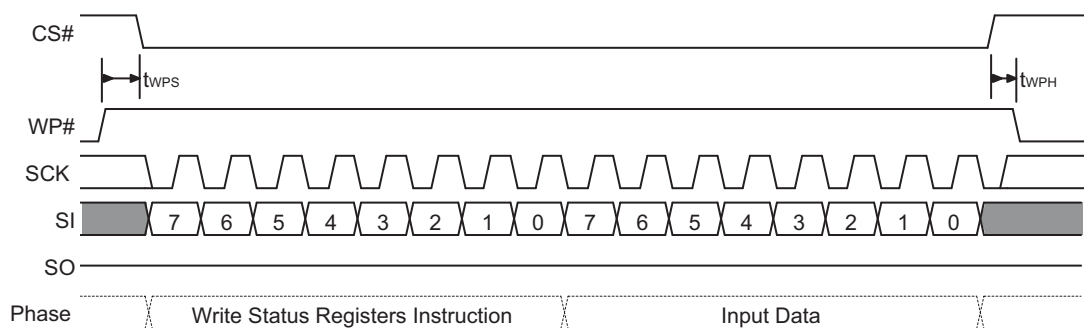 CS#
tWPS
tWPH
WP#
SCK
SI 7 6 5 4 3 2 1 0 7 6 5 4 3 2 1 0
SO
Phase Write Status Registers Instruction Input Data